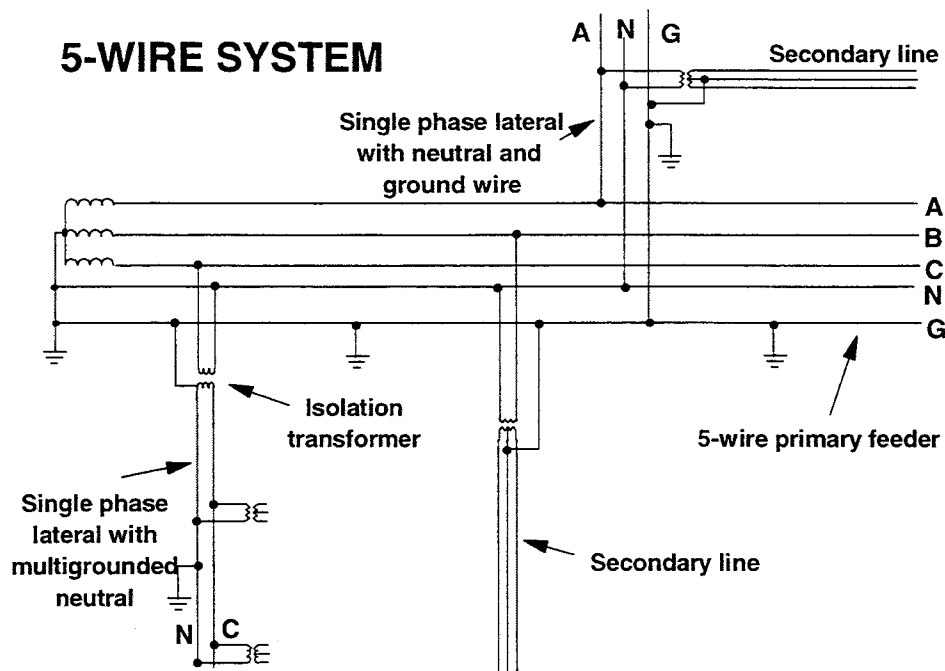 5-WIRE SYSTEM
A N G
Secondary line
Single phase lateral
with neutral and
ground wire
A
B
C
N
G
Isolation
transformer
5-wire primary feeder
Single phase
lateral with
multigrounded
neutral
Secondary line
N C